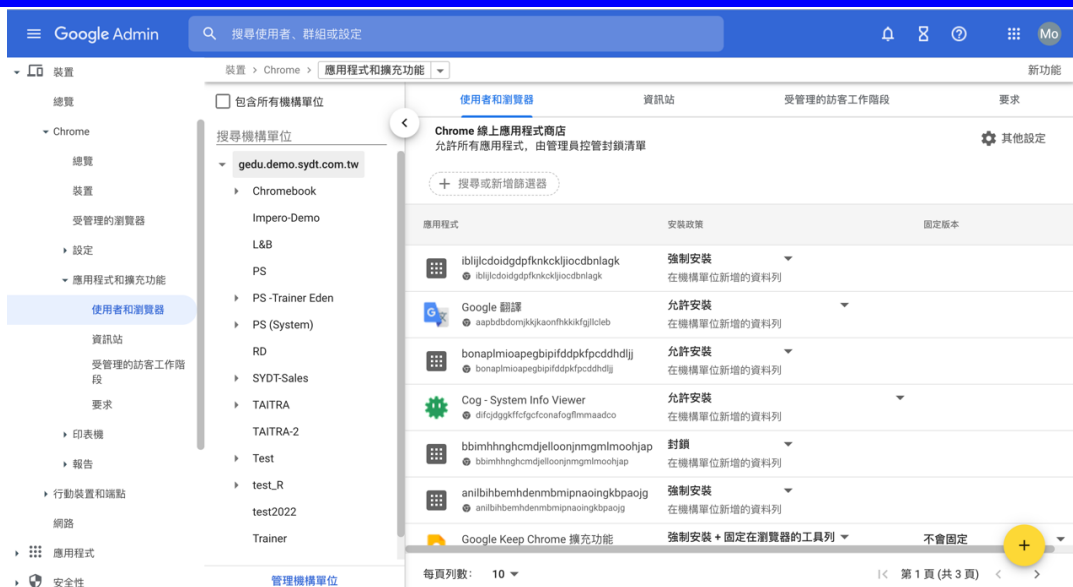 Google Admin
搜尋使用者、群組或設定
Mo
裝置
總覽
Chrome
總覽
裝置
受管理的瀏覽器
設定
應用程式和擴充功能
使用者和瀏覽器
資訊站
受管理的訪客工作階
段
要求
印表機
報告
行動裝置和端點
網路
應用程式
安全性
裝置 > Chrome > 應用程式和擴充功能
新功能
包含所有機構單位
搜尋機構單位
gedu.demo.sydt.com.tw
Chromebook
Impero-Demo
L&B
PS
PS -Trainer Eden
PS (System)
RD
SYDT-Sales
TAITRA
TAITRA-2
Test
test_R
test2022
Trainer
管理機構單位
使用者和瀏覽器 資訊站 受管理的訪客工作階段 要求
Chrome 線上應用程式商店
允許所有應用程式，由管理員控管封鎖清單
其他設定
+ 搜尋或新增篩選器
應用程式 安裝政策 固定版本
iblijlcdoidgdpfknkckljiocdbnlagk 強制安裝
iblijlcdoidgdpfknkckljiocdbnlagk 在機構單位新增的資料列
Google 翻譯 允許安裝
aapbdbdomjkkjkaonfhkkikfgjllcleb 在機構單位新增的資料列
bonaplmioapegbipifddpkfpcddhdljj 允許安裝
bonaplmioapegbipifddpkfpcddhdljj 在機構單位新增的資料列
Cog - System Info Viewer 允許安裝
difcjdggkffcfgcfconafogflmmaadco 在機構單位新增的資料列
bbimhhnghcmdjelloonjnmgmlmoohjap 封鎖
bbimhhnghcmdjelloonjnmgmlmoohjap 在機構單位新增的資料列
anilbihbemhdenmbmipnaoingkbpaojg 強制安裝
anilbihbemhdenmbmipnaoingkbpaojg 在機構單位新增的資料列
Google Keep Chrome 擴充功能 強制安裝 + 固定在瀏覽器的工具列 不會固定
每頁列數: 10 第 1 頁 (共 3 頁)